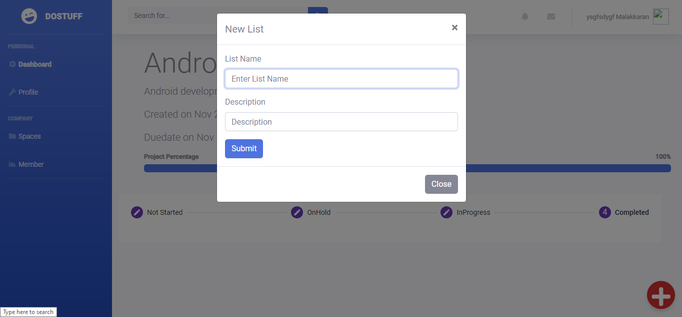 DOSTUFF
Search for...
ysgfsdygf Malakkaran
PERSONAL
Dashboard
Profile
COMPANY
Spaces
Member
New List
×
List Name
Enter List Name
Description
Description
Submit
Close
Andro
Android develop
Created on Nov 2
Duedate on Nov
Project Percentage
100%
Not Started
OnHold
InProgress
4 Completed
Type here to search